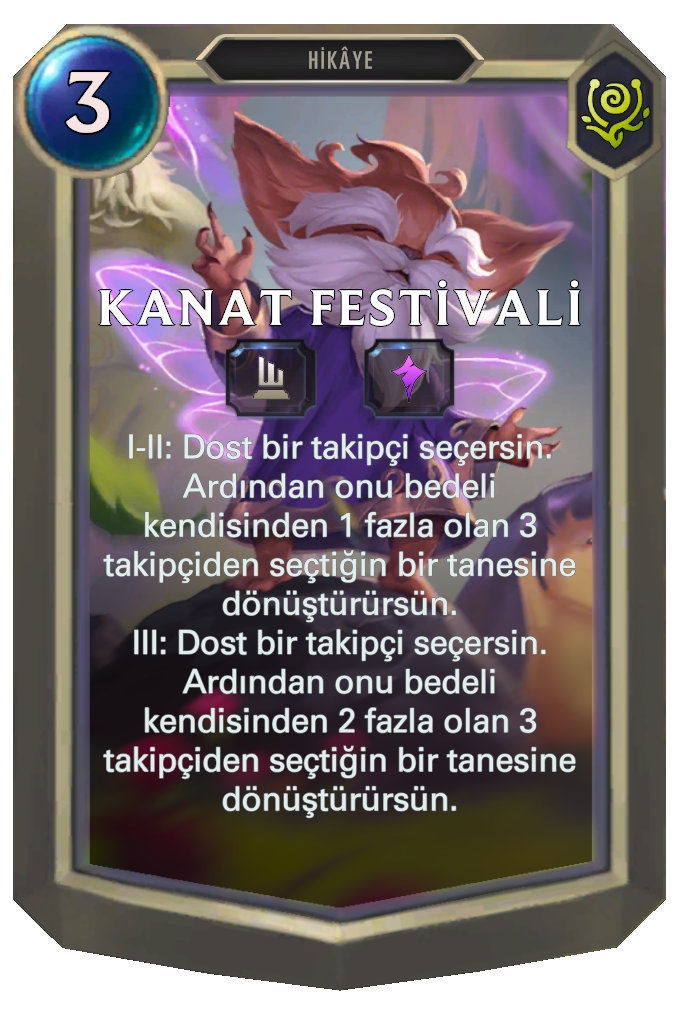 HİKÂYE
3
KANAT FESTİVALİ
I-II: Dost bir takipçi seçersin.
Ardından onu bedeli
kendisinden 1 fazla olan 3
takipçiden seçtiğin bir tanesine
dönüştürürsün.
III: Dost bir takipçi seçersin.
Ardından onu bedeli
kendisinden 2 fazla olan 3
takipçiden seçtiğin bir tanesine
dönüştürürsün.